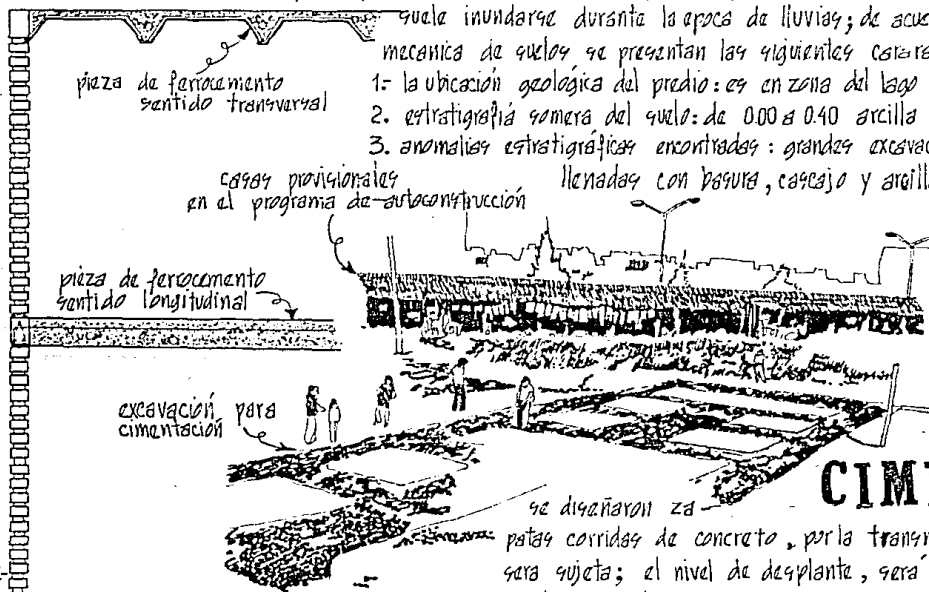 suele inundarse durante la epoca de lluvias; de acue
mecanica de suelos se presentan las siguientes
1.- la ubicación geológica del predio: es en zona del lago
2. estratigrafiá somera del suelo: de 0.00 a 0.40 arcilla
3. anomalias estratigráficas encontradas: grandes excavac
llenadas con basura, cascajo y arcill
pieza de ferrocemento
sentido transversal
casas provisionales
en el programa de autoconstrucción
pieza de ferrocemento
sentido longitudinal
excavación para
cimentación
CIM
se diseñaron za-
patas corridas de concreto, por la transm
sera sujeta; el nivel de desplante, será